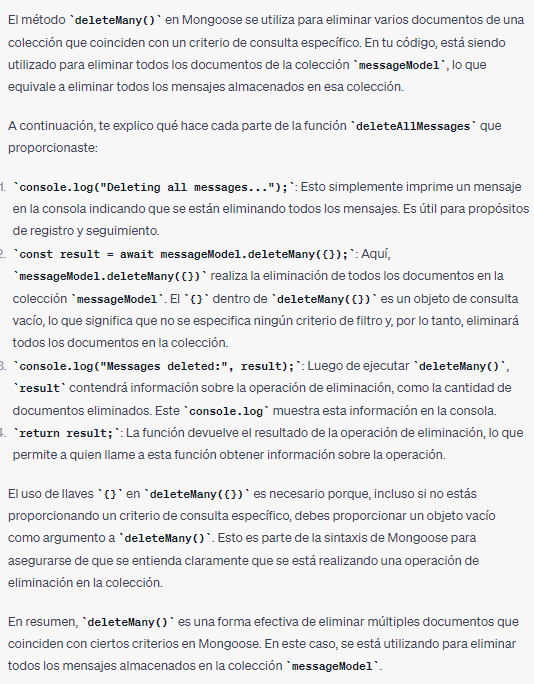 El método `deleteMany()` en Mongoose se utiliza para eliminar varios documentos de una
colección que coinciden con un criterio de consulta específico. En tu código, está siendo
utilizado para eliminar todos los documentos de la colección `messageModel`, lo que
equivale a eliminar todos los mensajes almacenados en esa colección.
A continuación, te explico qué hace cada parte de la función `deleteAllMessages` que
proporcionaste:
1. `console.log("Deleting all messages...");`: Esto simplemente imprime un mensaje
en la consola indicando que se están eliminando todos los mensajes. Es útil para propósitos
de registro y seguimiento.
2. `const result = await messageModel.deleteMany({});`: Aquí,
`messageModel.deleteMany({})` realiza la eliminación de todos los documentos en la
colección `messageModel`. El `{}` dentro de `deleteMany({})` es un objeto de consulta
vacío, lo que significa que no se especifica ningún criterio de filtro y, por lo tanto, eliminará
todos los documentos en la colección.
3. `console.log("Messages deleted:", result);`: Luego de ejecutar `deleteMany()`,
`result` contendrá información sobre la operación de eliminación, como la cantidad de
documentos eliminados. Este `console.log` muestra esta información en la consola.
4. `return result;`: La función devuelve el resultado de la operación de eliminación, lo que
permite a quien llame a esta función obtener información sobre la operación.
El uso de llaves `{}` en `deleteMany({})` es necesario porque, incluso si no estás
proporcionando un criterio de consulta específico, debes proporcionar un objeto vacío
como argumento a `deleteMany()`. Esto es parte de la sintaxis de Mongoose para
asegurarse de que se entienda claramente que se está realizando una operación de
eliminación en la colección.
En resumen, `deleteMany()` es una forma efectiva de eliminar múltiples documentos que
coinciden con ciertos criterios en Mongoose. En este caso, se está utilizando para eliminar
todos los mensajes almacenados en la colección `messageModel`.